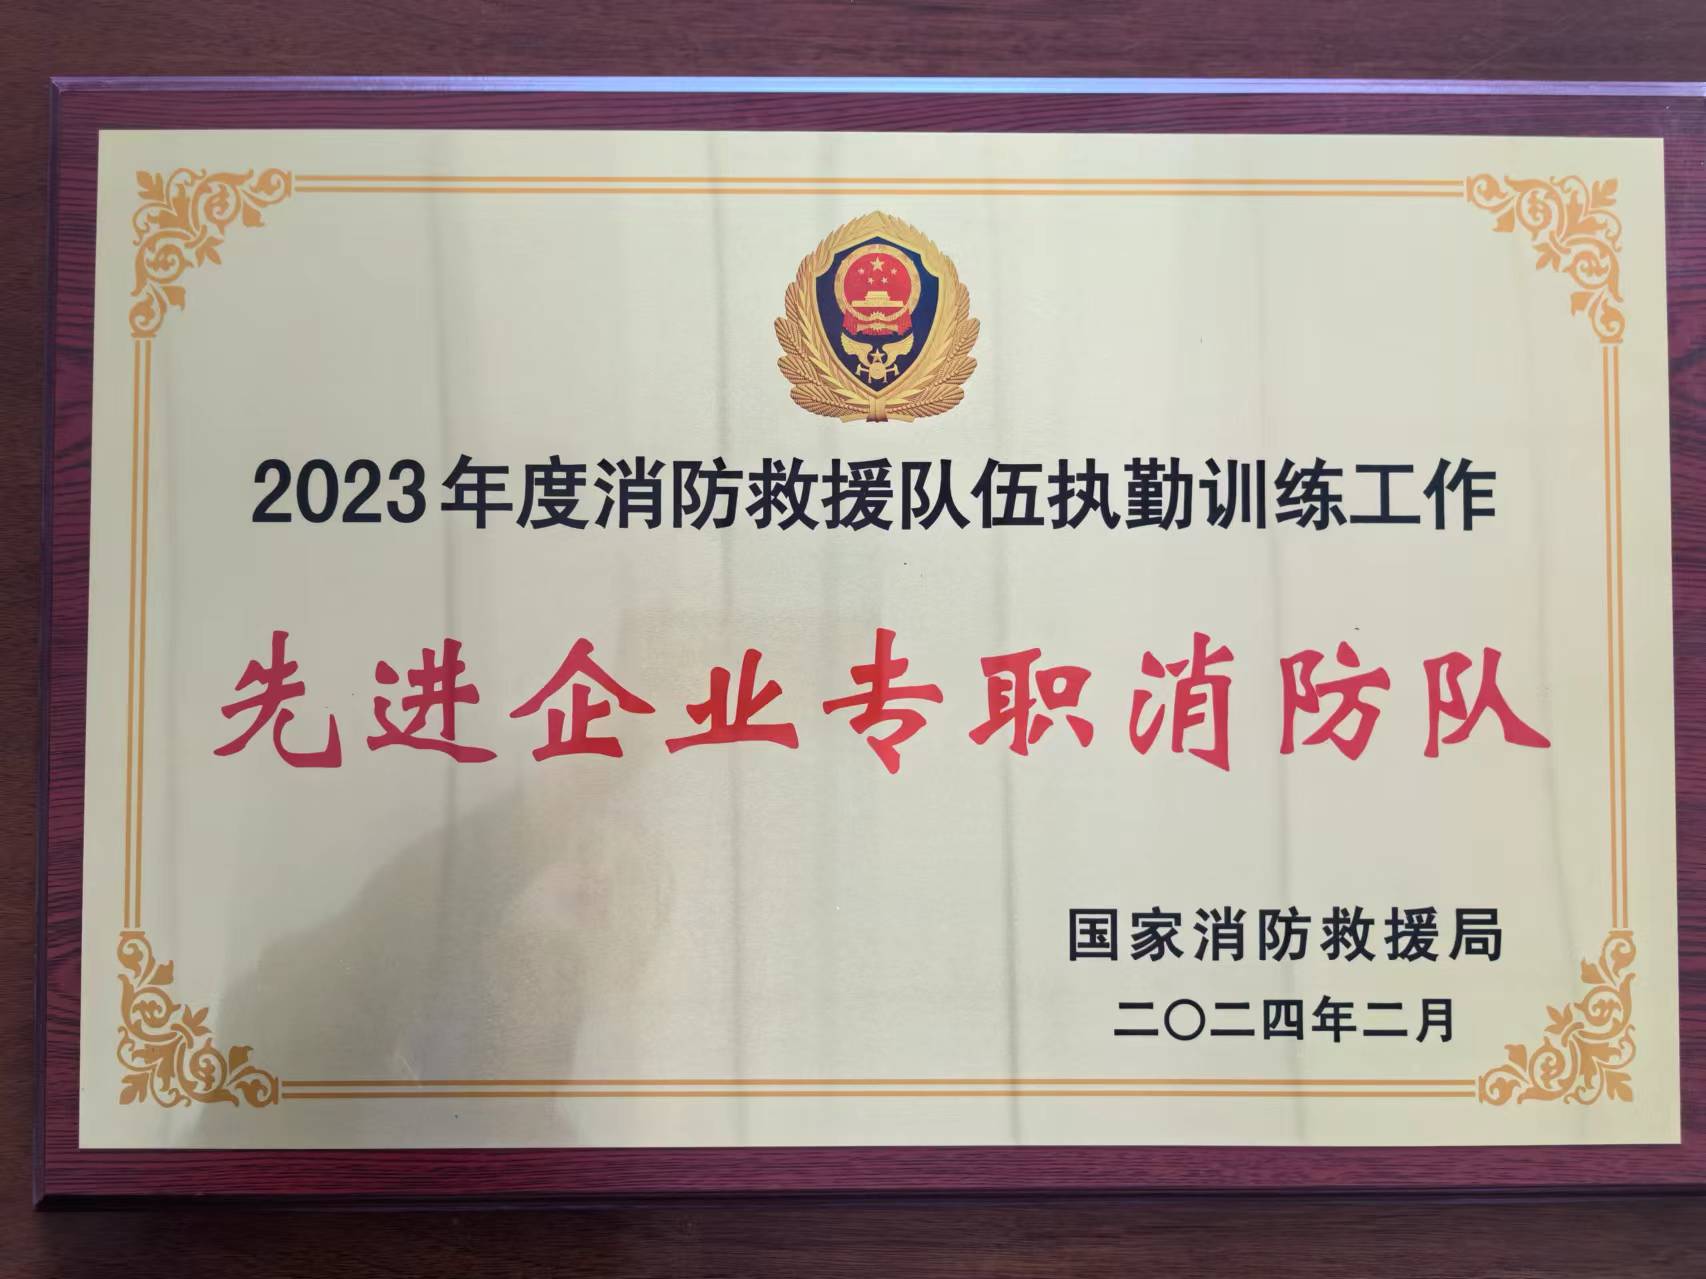 2023年度消防救援队伍执勤训练工作
先进企业专职消防队
国家消防救援局
二〇二四年二月